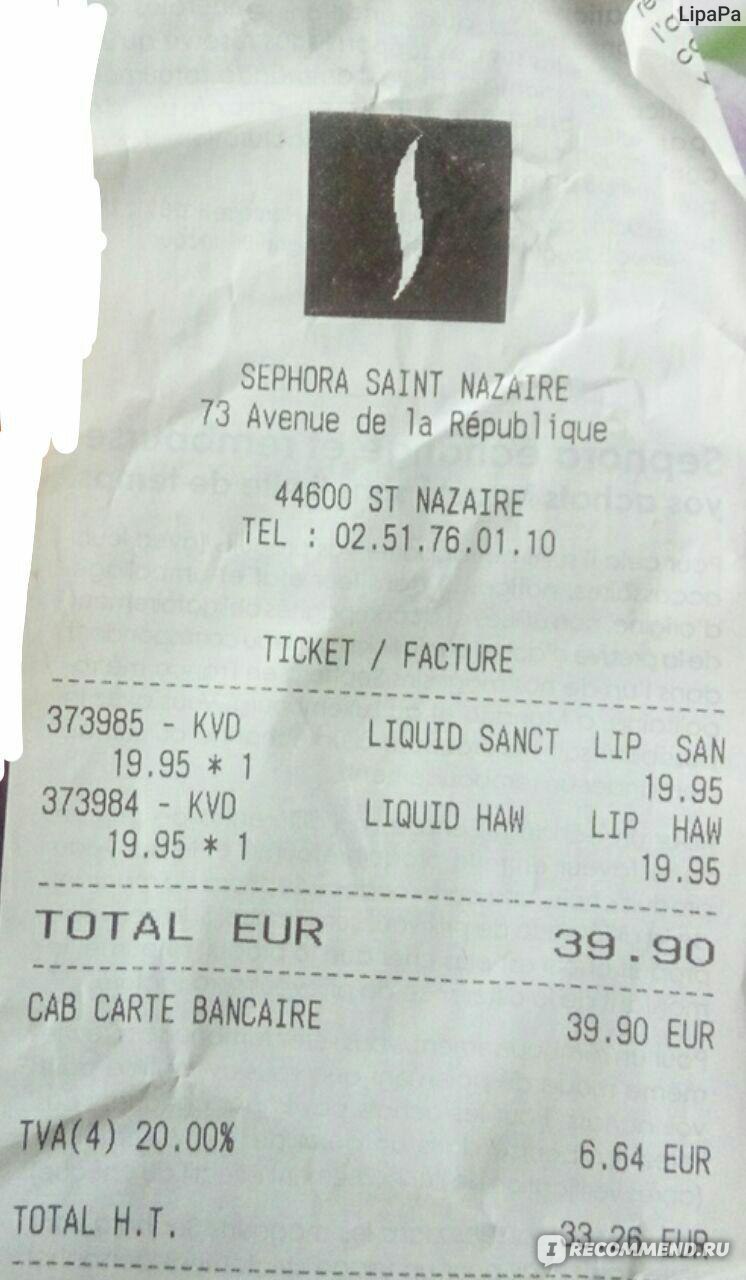 LipaPa
SEPHORA SAINT NAZAIRE
73 Avenue de la République
44600 ST NAZAIRE
TEL : 02.51.76.01.10
TICKET / FACTURE
373985 - KVD LIQUID SANCT LIP SAN
19.95 * 1 19.95
373984 - KVD LIQUID HAW LIP HAW
19.95 * 1 19.95
TOTAL EUR 39.90
CAB CARTE BANCAIRE 39.90 EUR
TVA(4) 20.00% 6.64 EUR
TOTAL H.T. 33.26 EUR
IRECOMMEND.RU